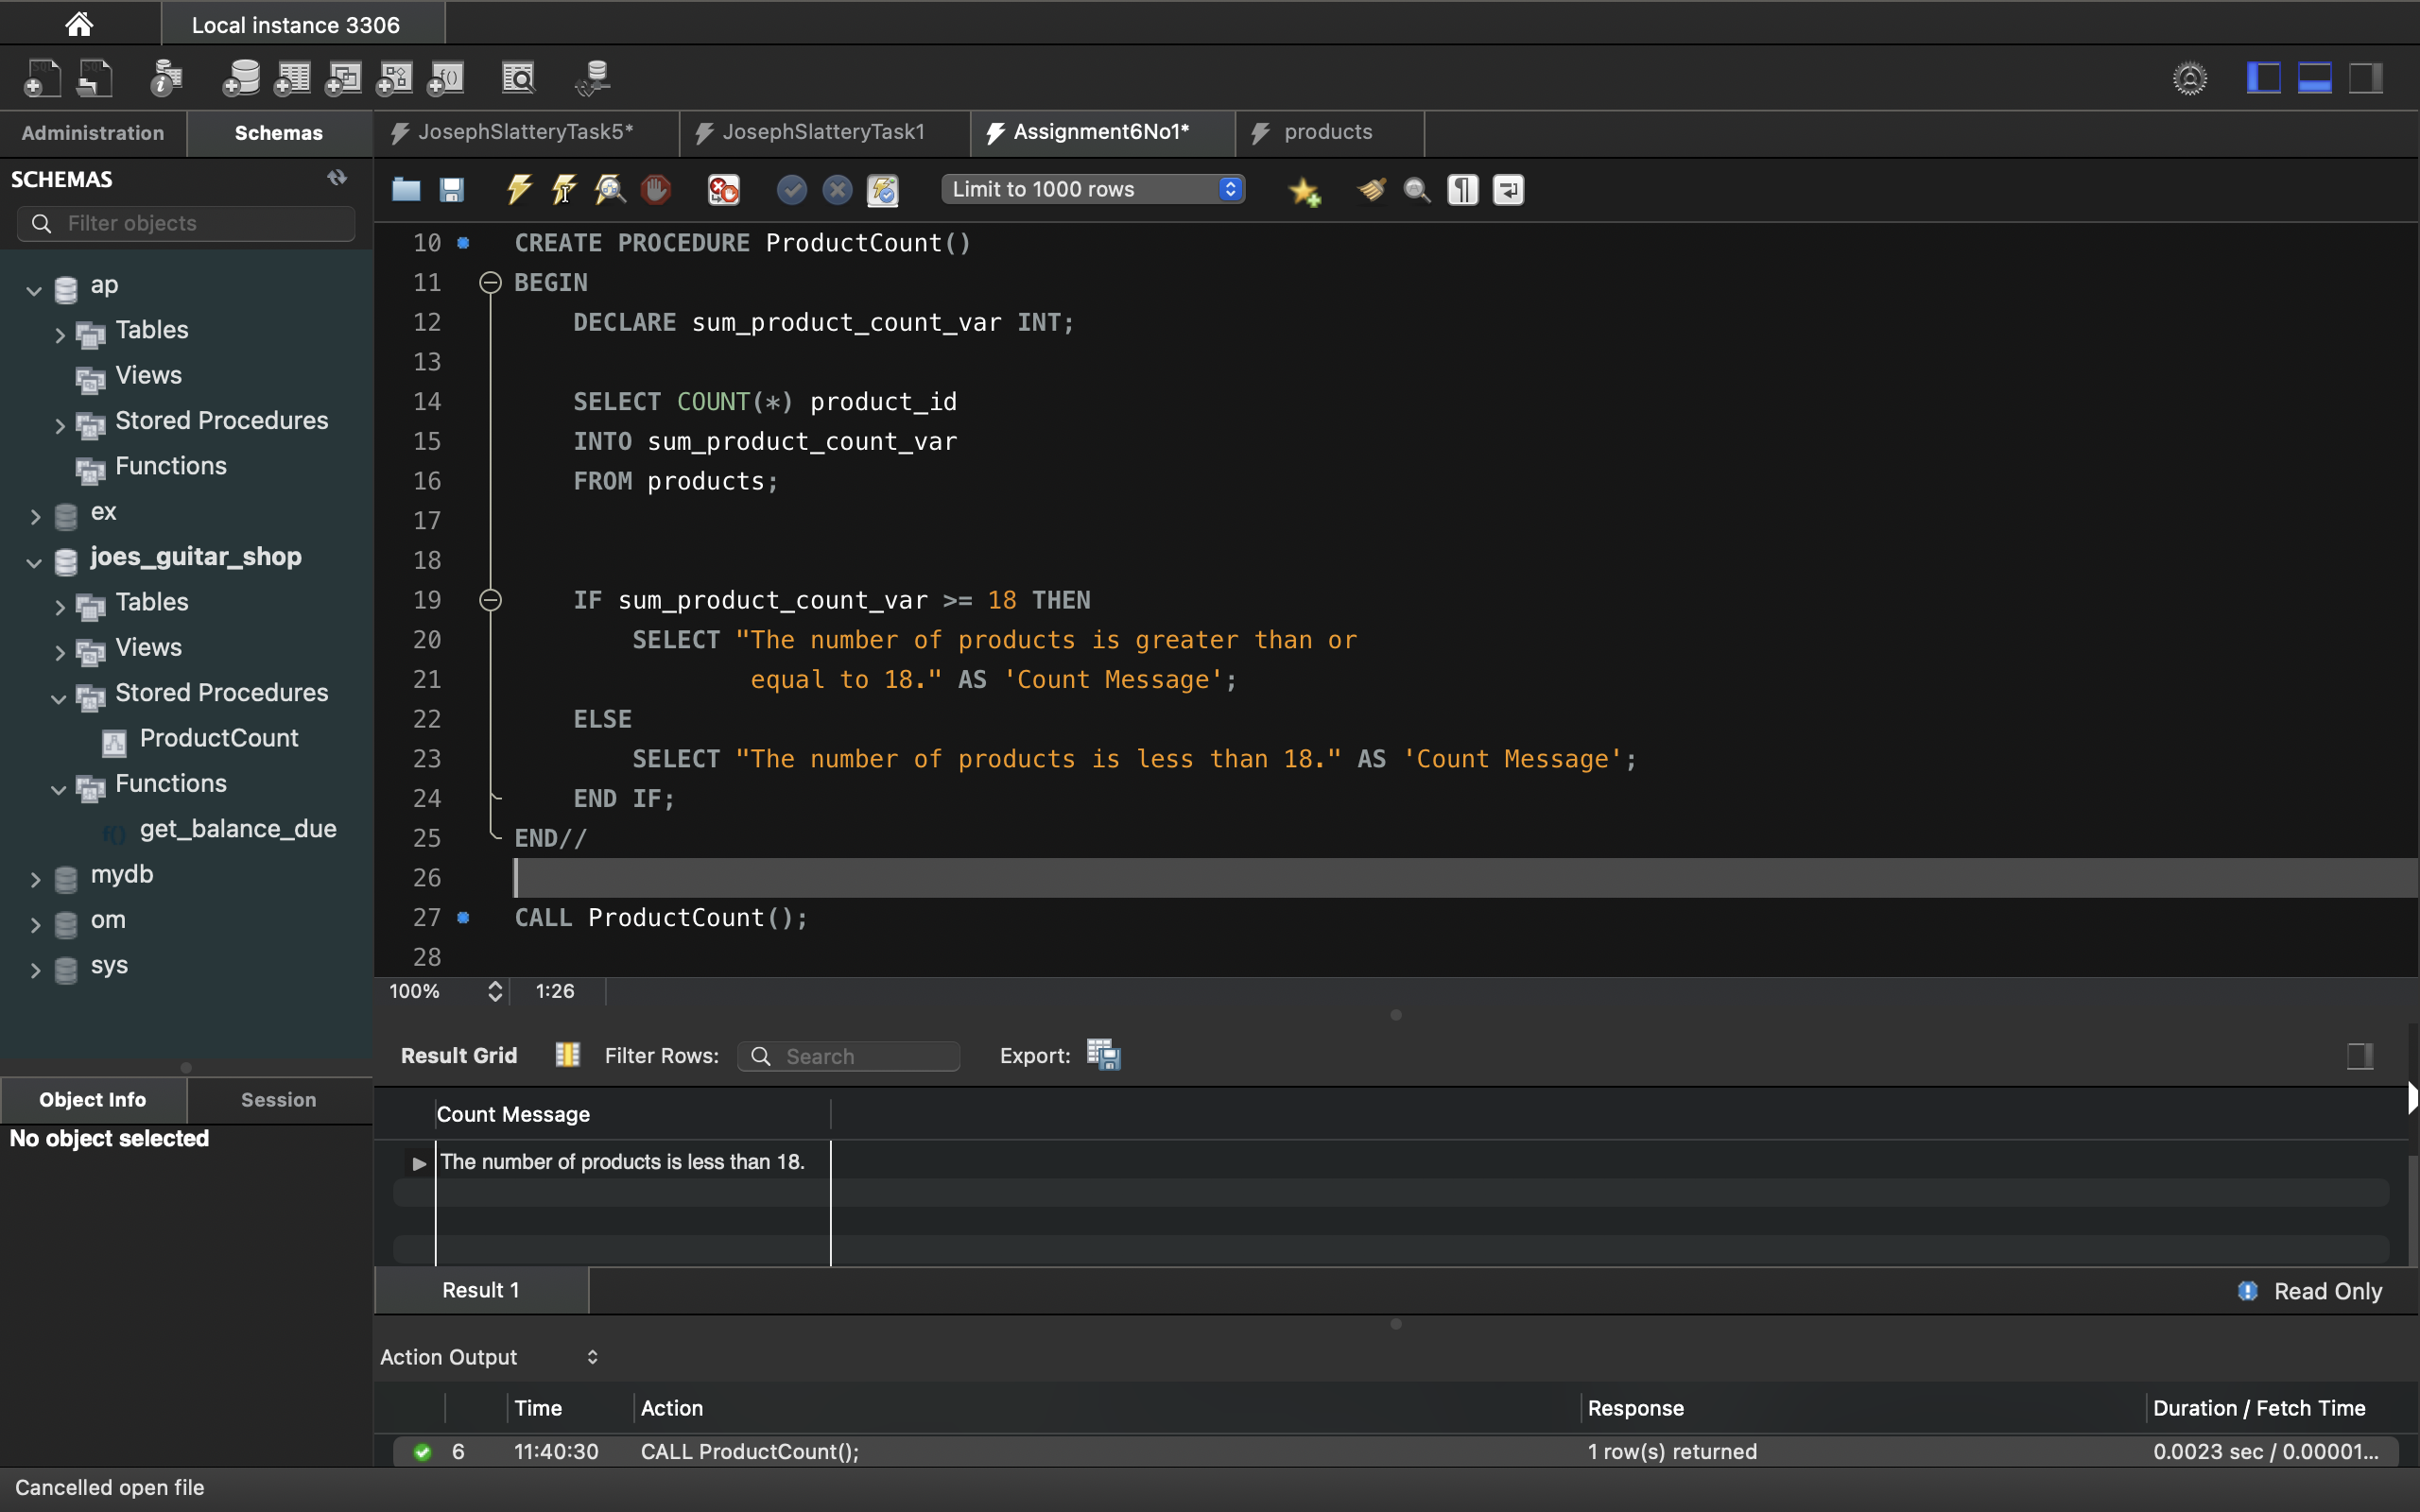 Local instance 3306
Administration
Schemas
JosephSlatteryTask5*
JosephSlatteryTask1
Assignment6No1*
products
SCHEMAS
Filter objects
Limit to 1000 rows
ap
Tables
Views
Stored Procedures
Functions
ex
joes_guitar_shop
Tables
Views
Stored Procedures
ProductCount
Functions
f() get_balance_due
mydb
om
sys
Object Info
Session
No object selected
10 CREATE PROCEDURE ProductCount()
11 BEGIN
12 DECLARE sum_product_count_var INT;
13
14 SELECT COUNT(*) product_id
15 INTO sum_product_count_var
16 FROM products;
17
18
19 IF sum_product_count_var >= 18 THEN
20 SELECT "The number of products is greater than or
21 equal to 18." AS 'Count Message';
22 ELSE
23 SELECT "The number of products is less than 18." AS 'Count Message';
24 END IF;
25 END//
26
27 CALL ProductCount();
28
100% 1:26
Result Grid Filter Rows: Search Export:
Count Message
The number of products is less than 18.
Result 1
Read Only
Action Output
Time Action Response Duration / Fetch Time
6 11:40:30 CALL ProductCount(); 1 row(s) returned 0.0023 sec / 0.00001...
Cancelled open file